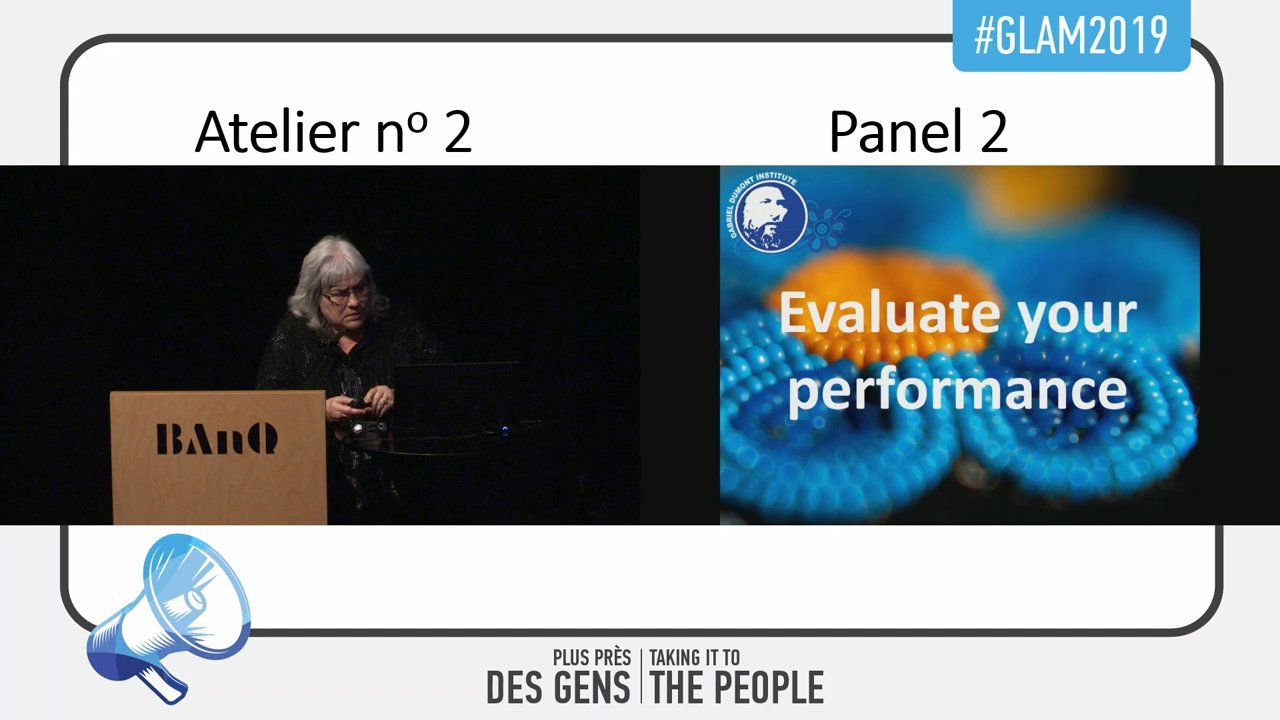 #GLAM2019
Atelier nº 2
Panel 2
GABRIEL DUMONT INSTITUTE
Evaluate your
performance
BAnQ
PLUS PRÈS
DES GENS
TAKING IT TO
THE PEOPLE